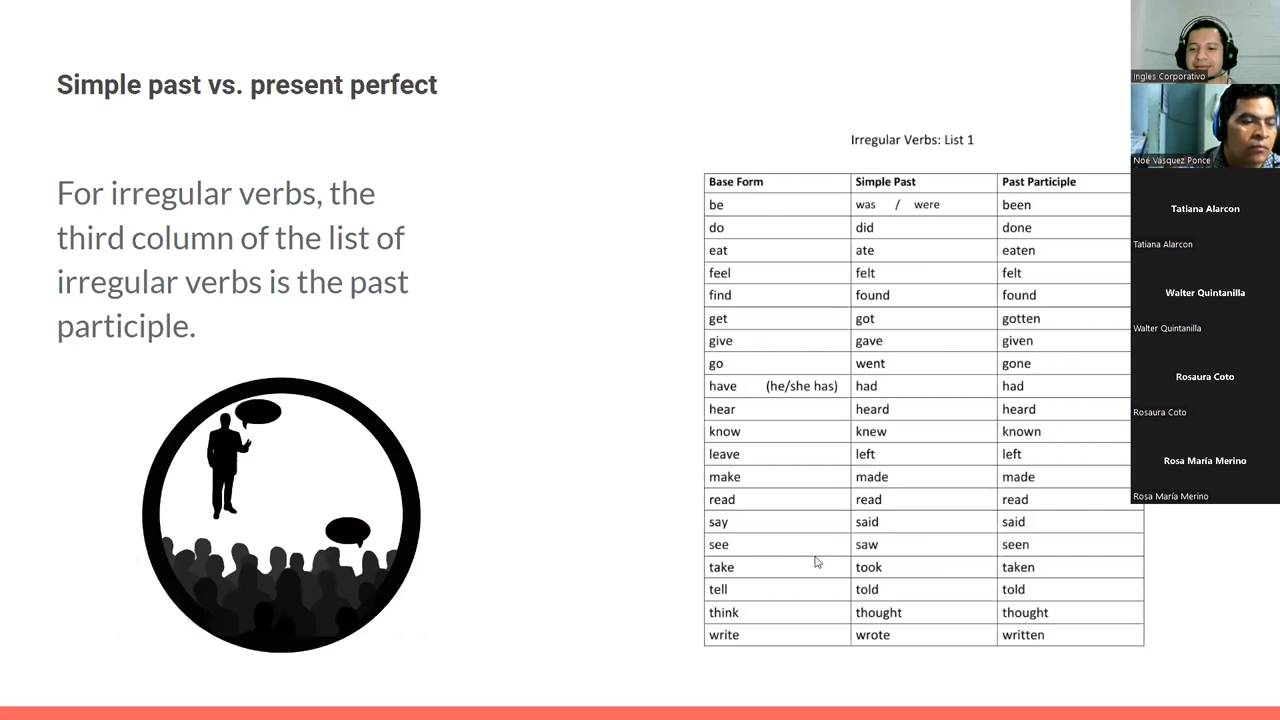 Simple past vs. present perfect
For irregular verbs, the
third column of the list of
irregular verbs is the past
participle.
Irregular Verbs: List 1
Base Form Simple Past Past Participle
be was / were been
do did done
eat ate eaten
feel felt felt
find found found
get got gotten
give gave given
go went gone
have (he/she has) had had
hear heard heard
know knew known
leave left left
make made made
read read read
say said said
see saw seen
take took taken
tell told told
think thought thought
write wrote written
Ingles Corporativo
Noé Vásquez Ponce
Tatiana Alarcon
Tatiana Alarcon
Walter Quintanilla
Walter Quintanilla
Rosaura Coto
Rosaura Coto
Rosa María Merino
Rosa María Merino